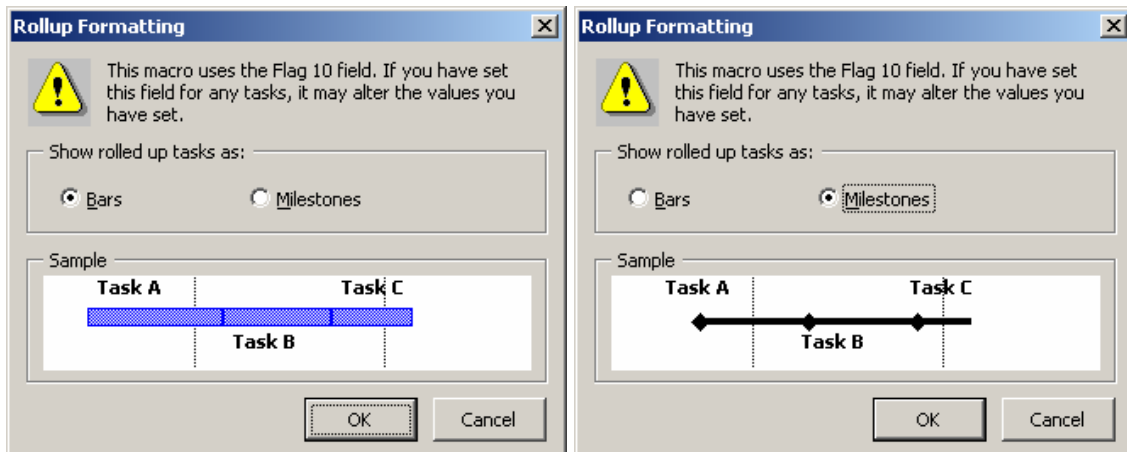 Rollup Formatting
This macro uses the Flag 10 field. If you have set
this field for any tasks, it may alter the values you
have set.
Show rolled up tasks as:
Bars Milestones
Sample
Task A Task C
Task B
OK Cancel
Rollup Formatting
This macro uses the Flag 10 field. If you have set
this field for any tasks, it may alter the values you
have set.
Show rolled up tasks as:
Bars Milestones
Sample
Task A Task C
Task B
OK Cancel